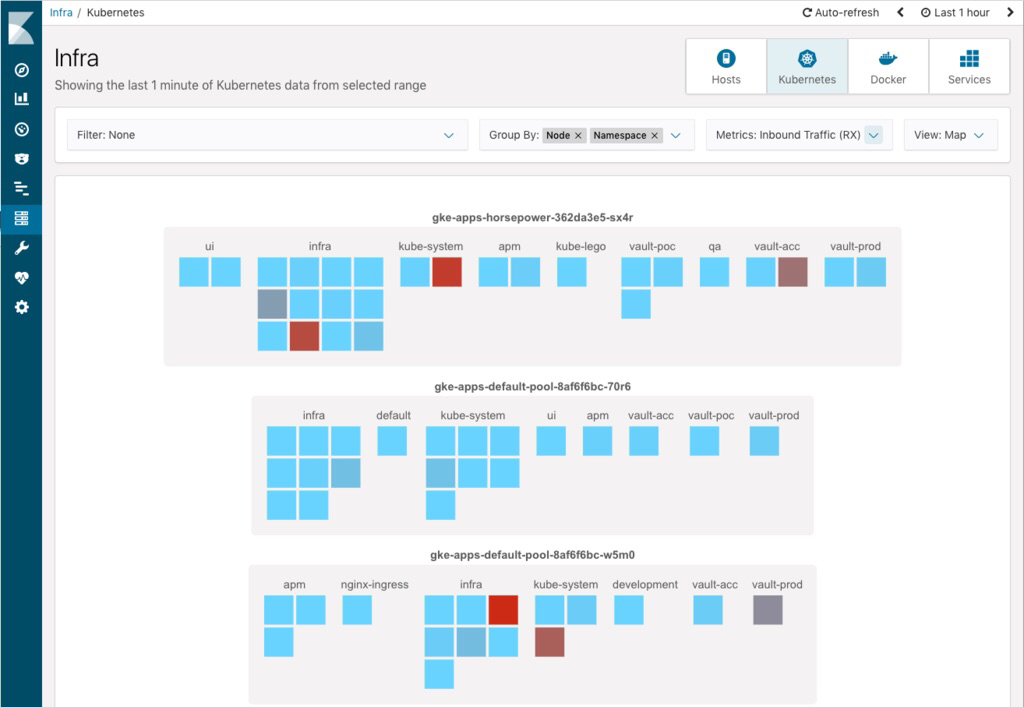 Infra / Kubernetes
Auto-refresh
Last 1 hour
Infra
Showing the last 1 minute of Kubernetes data from selected range
Hosts
Kubernetes
Docker
Services
Filter: None
Group By: Node × Namespace ×
Metrics: Inbound Traffic (RX)
View: Map
gke-apps-horsepower-362da3e5-sx4r
ui infra kube-system apm kube-lego vault-poc qa vault-acc vault-prod
gke-apps-default-pool-8af6f6bc-70r6
infra default kube-system ui apm vault-acc vault-poc vault-prod
gke-apps-default-pool-8af6f6bc-w5m0
apm nginx-ingress infra kube-system development vault-acc vault-prod